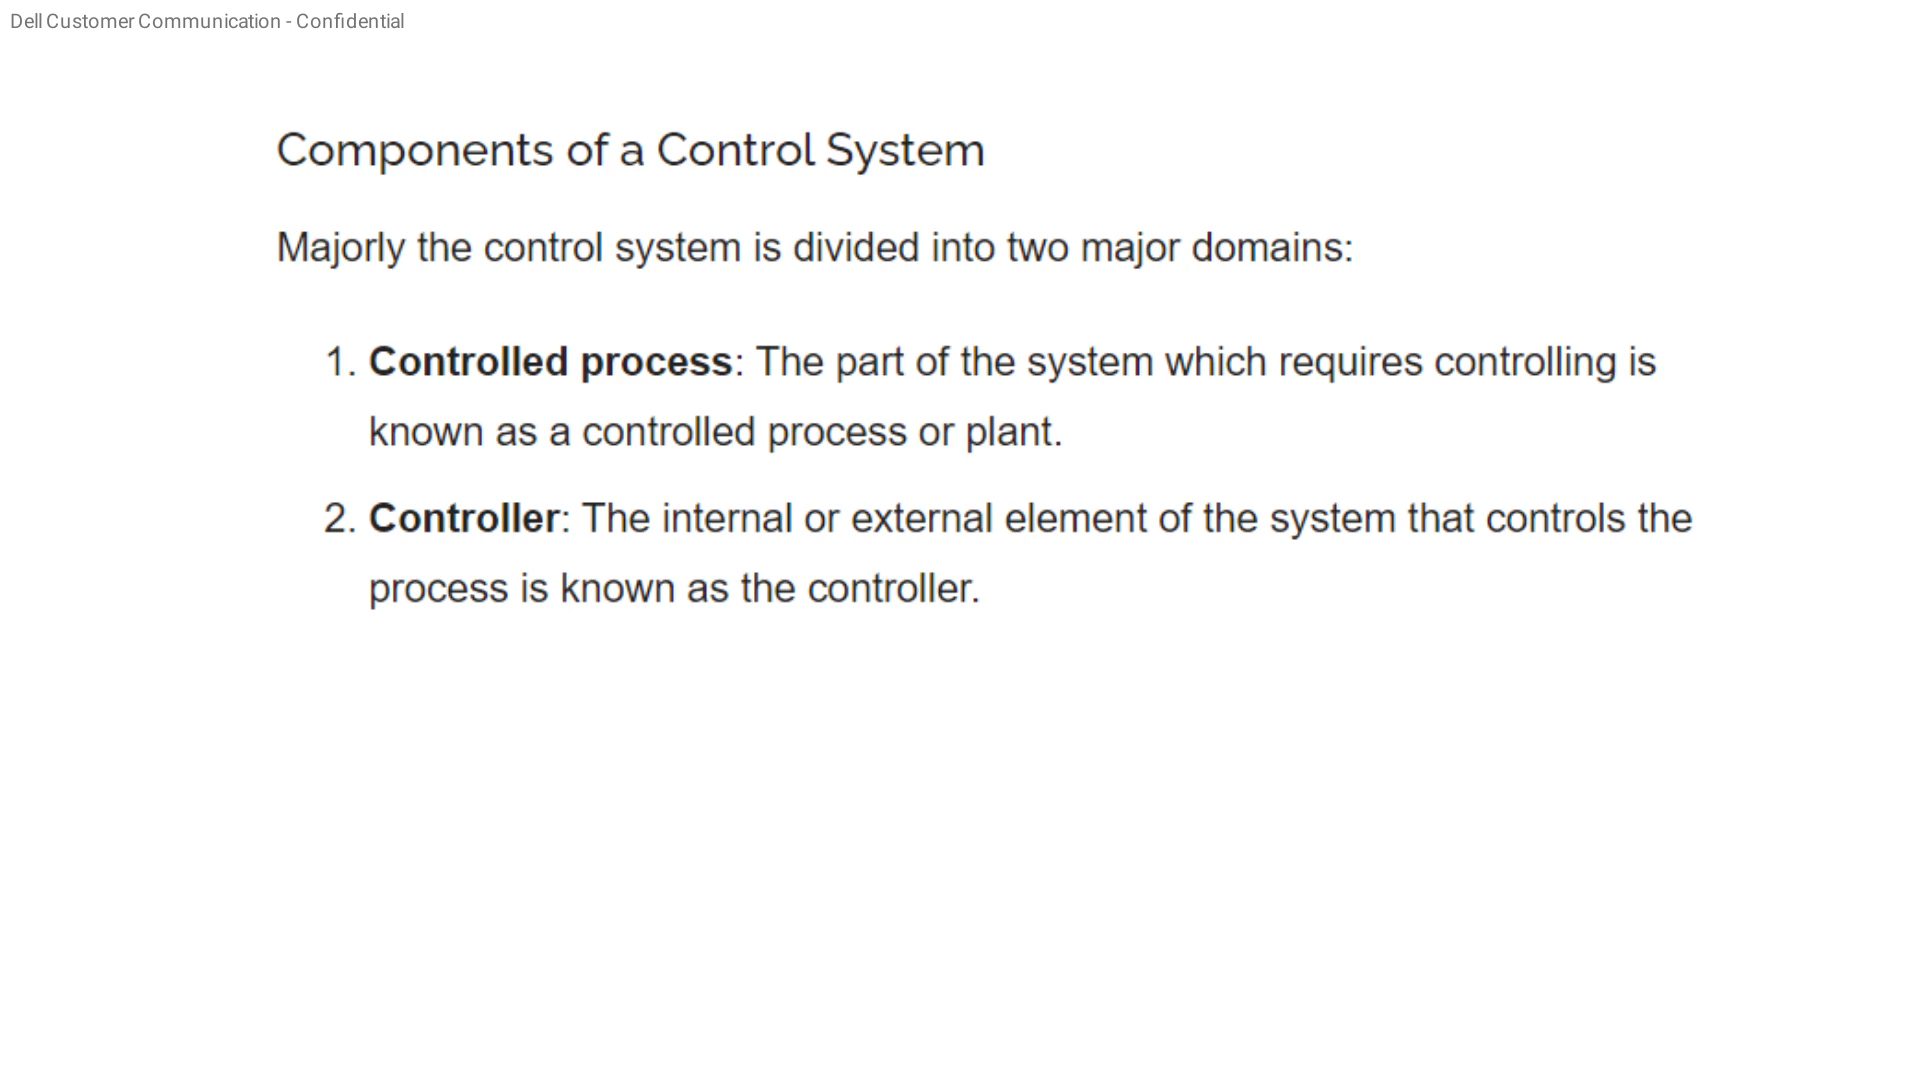 Dell Customer Communication - Confidential
Components of a Control System
Majorly the control system is divided into two major domains:
1. Controlled process: The part of the system which requires controlling is
known as a controlled process or plant.
2. Controller: The internal or external element of the system that controls the
process is known as the controller.